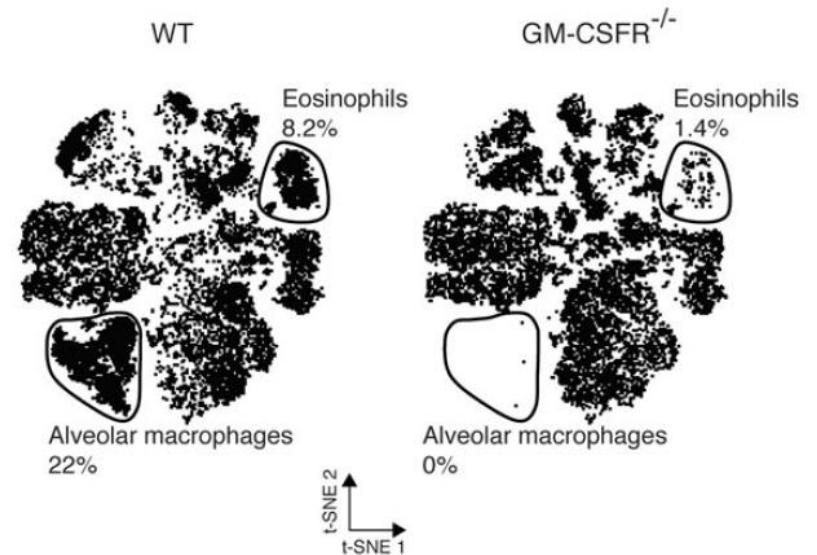 WT
GM-CSFR-/-
Eosinophils
8.2%
Eosinophils
1.4%
Alveolar macrophages
22%
Alveolar macrophages
0%
t-SNE 2
t-SNE 1